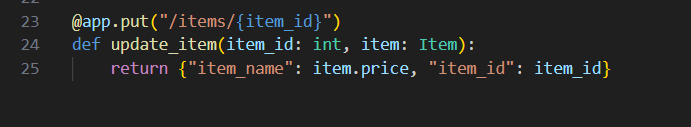 23 @app.put("/items/{item_id}")
24 def update_item(item_id: int, item: Item):
25     return {"item_name": item.price, "item_id": item_id}